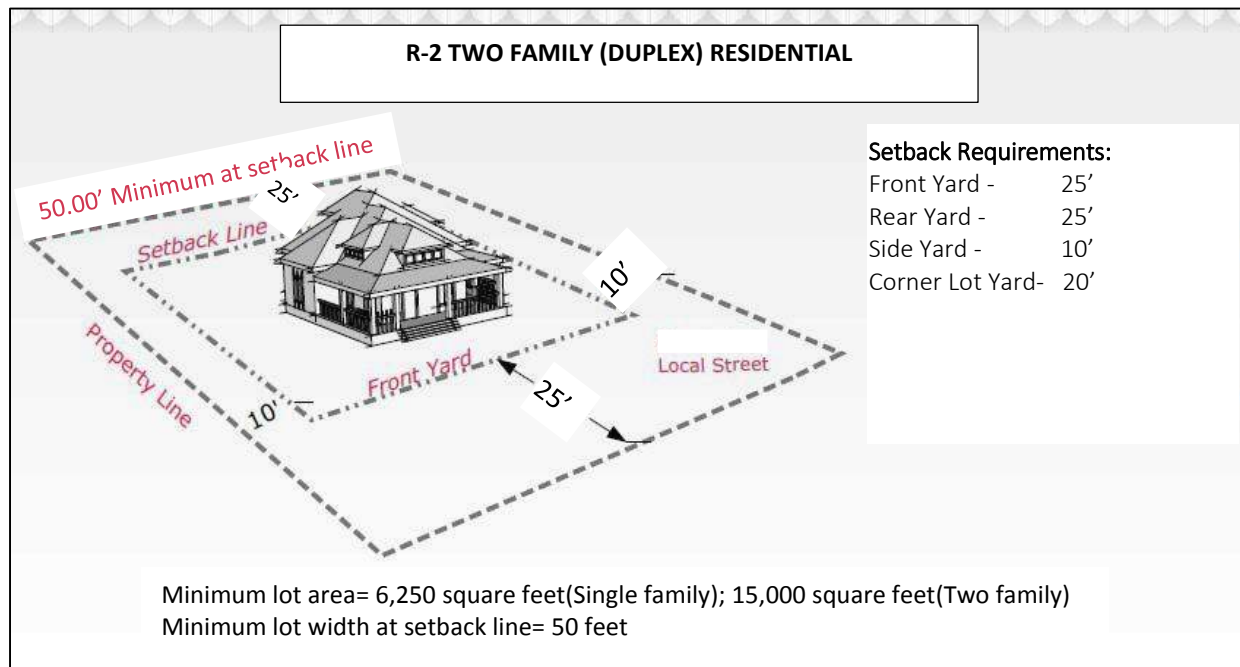 R-2 TWO FAMILY (DUPLEX) RESIDENTIAL
50.00’ Minimum at setback line
25’
Setback Line
10’
Property Line
10'
Front Yard
25’
Local Street
Setback Requirements:
Front Yard - 25’
Rear Yard - 25’
Side Yard - 10’
Corner Lot Yard- 20’
Minimum lot area= 6,250 square feet(Single family); 15,000 square feet(Two family)
Minimum lot width at setback line= 50 feet